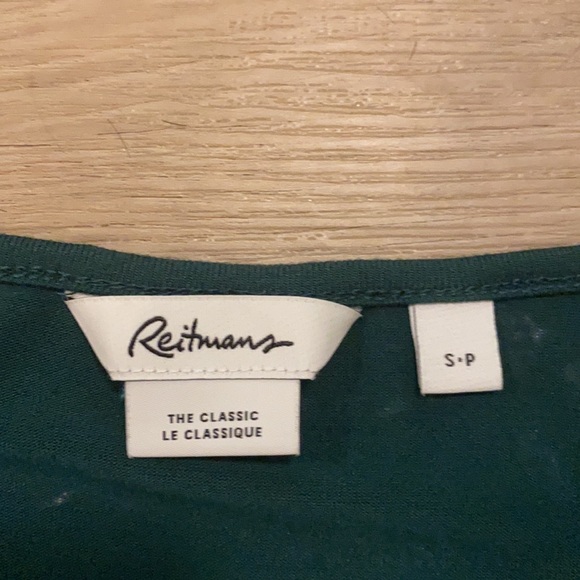 Reitmans
THE CLASSIC
LE CLASSIQUE
S•P